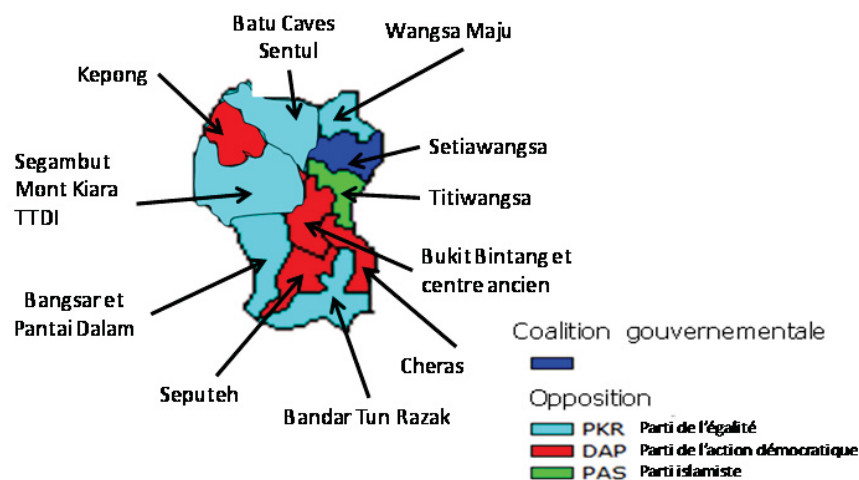 Batu Caves
Sentul
Wangsa Maju
Kepong
Setiawangsa
Segambut
Mont Kiara
TTDI
Titiwangsa
Bukit Bintang et
centre ancien
Bangsar et
Pantai Dalam
Cheras
Seputeh
Bandar Tun Razak
Coalition gouvernementale
Opposition
PKR Parti de l'égalité
DAP Parti de l'action démocratique
PAS Parti islamiste